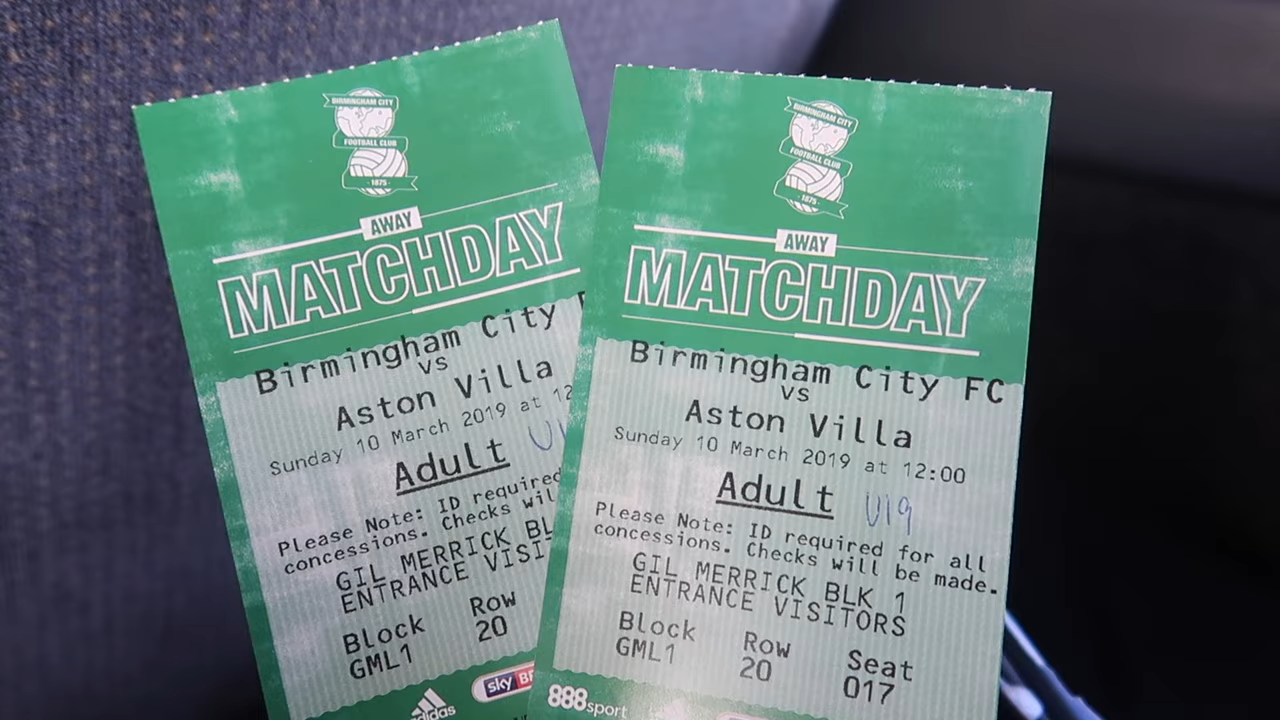 BIRMINGHAM CITY
FOOTBALL CLUB
1875
AWAY
MATCHDAY
Birmingham City
vs
Aston Villa
Sunday 10 March 2019 at 12
Adult
Please Note: ID required
concessions. Checks
GIL MERRICK
ENTRANCE
Block
GML1
Row
20
adidas
sky
BIRMINGHAM CITY
FOOTBALL CLUB
1875
AWAY
MATCHDAY
Birmingham City FC
vs
Aston Villa
Sunday 10 March 2019 at 12:00
Adult U19
Please Note: ID required for all
concessions. Checks will be made.
GIL MERRICK BLK 1
ENTRANCE VISITORS
Block Row Seat
GML1 20 017
888sport